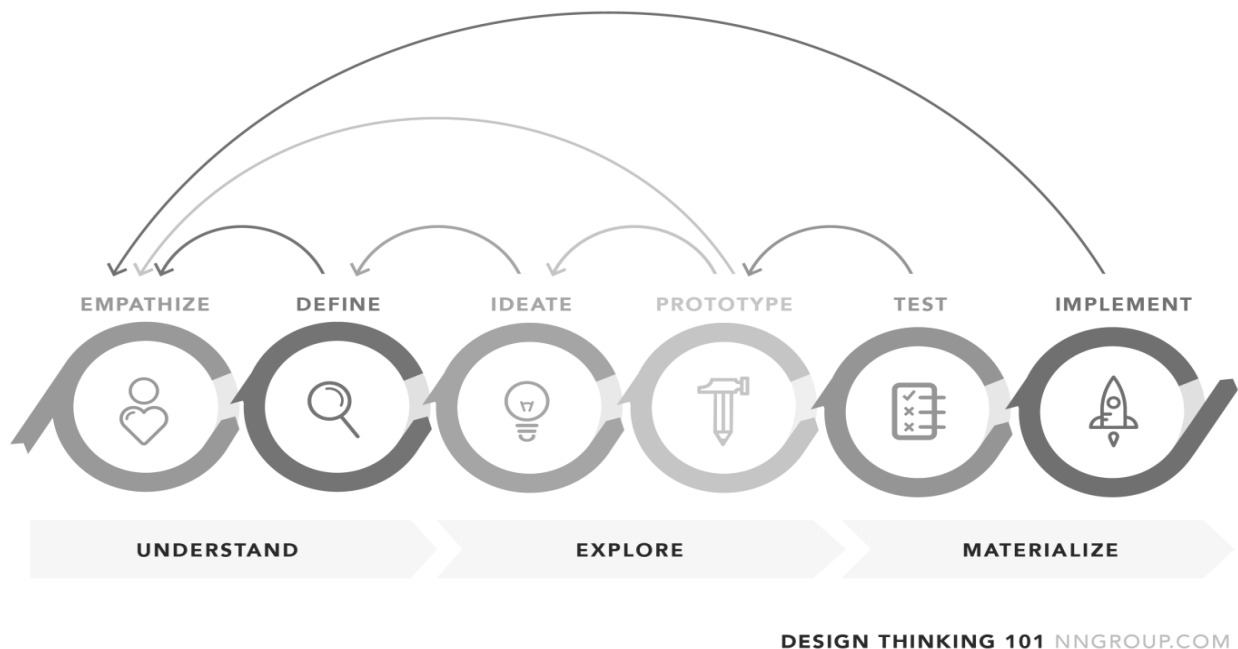 EMPATHIZE DEFINE IDEATE PROTOTYPE TEST IMPLEMENT
UNDERSTAND EXPLORE MATERIALIZE
DESIGN THINKING 101 NNGROUP.COM